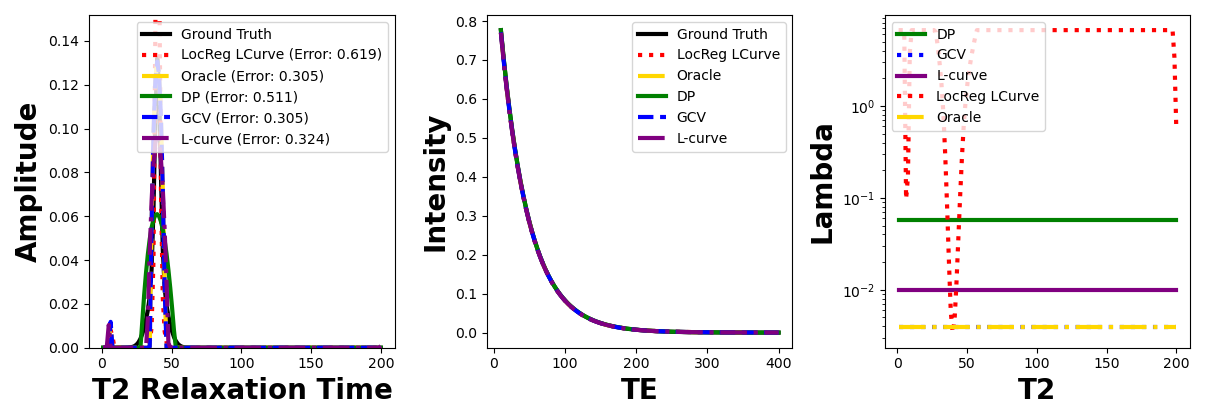 Amplitude
0.14
0.12
0.10
0.08
0.06
0.04
0.02
0.00
0
50
100
150
200
T2 Relaxation Time
Ground Truth
LocReg LCurve (Error: 0.619)
Oracle (Error: 0.305)
DP (Error: 0.511)
GCV (Error: 0.305)
L-curve (Error: 0.324)
Intensity
0.8
0.7
0.6
0.5
0.4
0.3
0.2
0.1
0.0
0
100
200
300
400
TE
Ground Truth
LocReg LCurve
Oracle
DP
GCV
L-curve
Lambda
10⁰
10⁻¹
10⁻²
0
50
100
150
200
T2
DP
GCV
L-curve
LocReg LCurve
Oracle